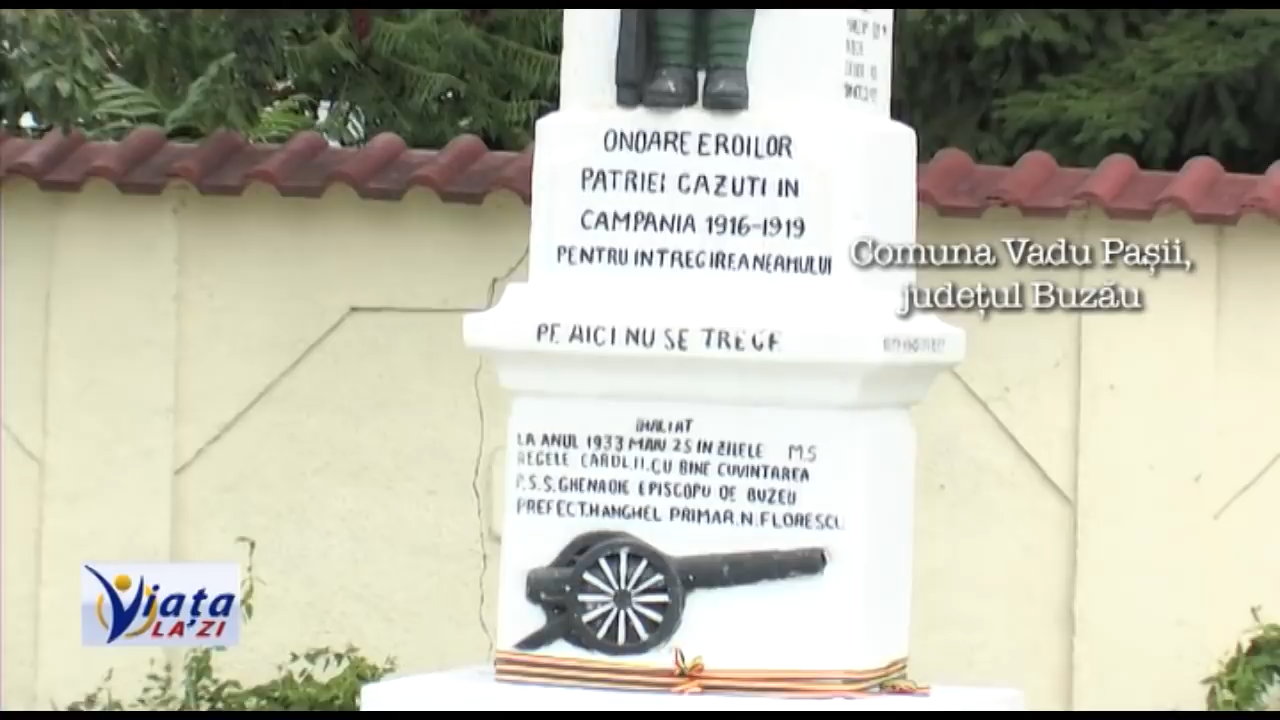 ONOARE EROILOR
PATRIEI CAZUTI IN
CAMPANIA 1916-1919
PENTRU INTREGIREA NEAMULUI
Comuna Vadu Pașii,
județul Buzău
PE AICI NU SE TRECE
LA ANUL 1933 MAIU 25 IN ZILELE M.S
REGELE CAROL.II.CU BINE CUVINTAREA
P.S.S.GHENADIE EPISCOPU DE BUZEU
PREFECT.H.ANGHEL PRIMAR.N.FLORESCU
Viața
LA ZI